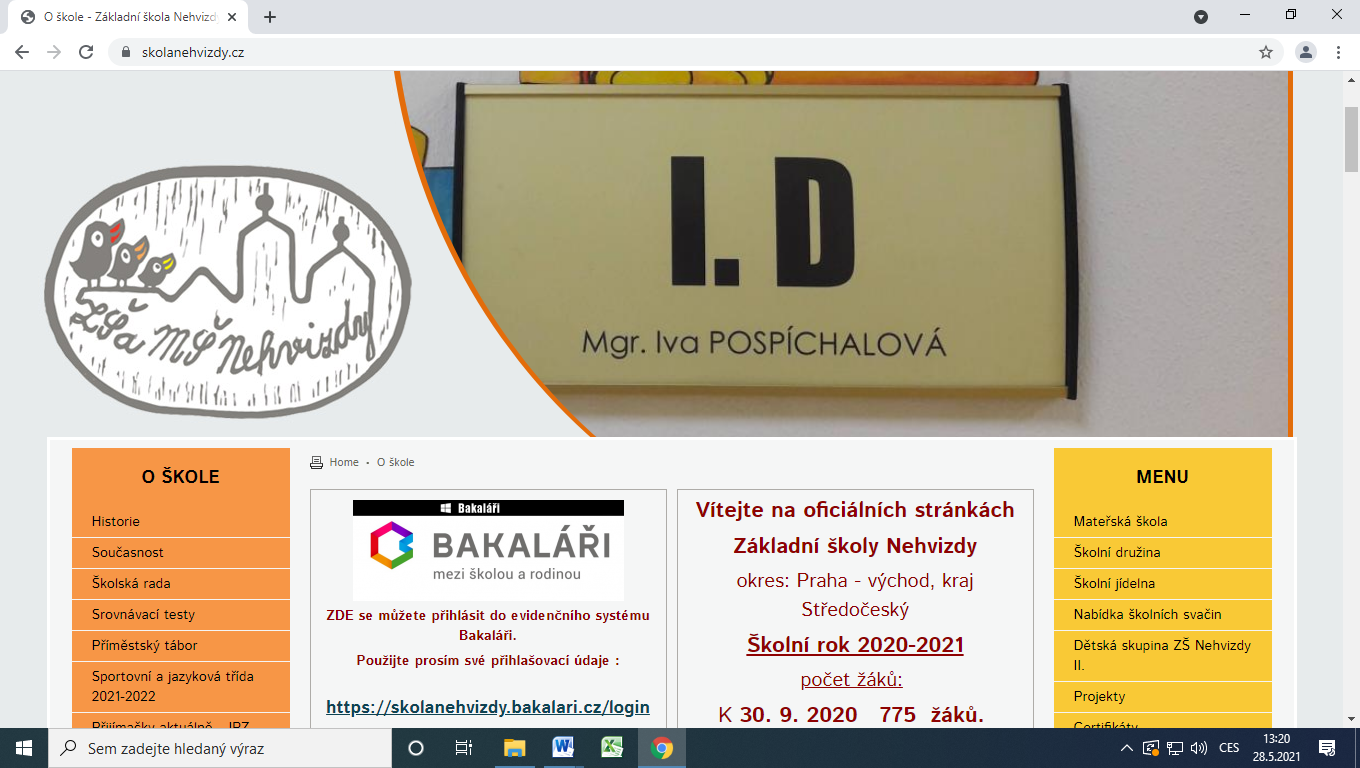 O škole - Základní škola Nehvizd
skolanehvizdy.cz
I. D
Mgr. Iva POSPÍCHALOVÁ
ZŠ a MŠ Nehvizdy
O ŠKOLE
Historie
Současnost
Školská rada
Srovnávací testy
Příměstský tábor
Sportovní a jazyková třída
2021-2022
Přijímačky aktuálně - JPZ
Home • O škole
Bakaláři
BAKALÁŘI
mezi školou a rodinou
ZDE se můžete přihlásit do evidenčního systému
Bakaláři.
Použijte prosím své přihlašovací údaje :
https://skolanehvizdy.bakalari.cz/login
Vítejte na oficiálních stránkách
Základní školy Nehvizdy
okres: Praha - východ, kraj
Středočeský
Školní rok 2020-2021
počet žáků:
K 30. 9. 2020 775 žáků.
MENU
Mateřská škola
Školní družina
Školní jídelna
Nabídka školních svačin
Dětská skupina ZŠ Nehvizdy
II.
Projekty
Certifikáty
Sem zadejte hledaný výraz
CES
13:20
28.5.2021